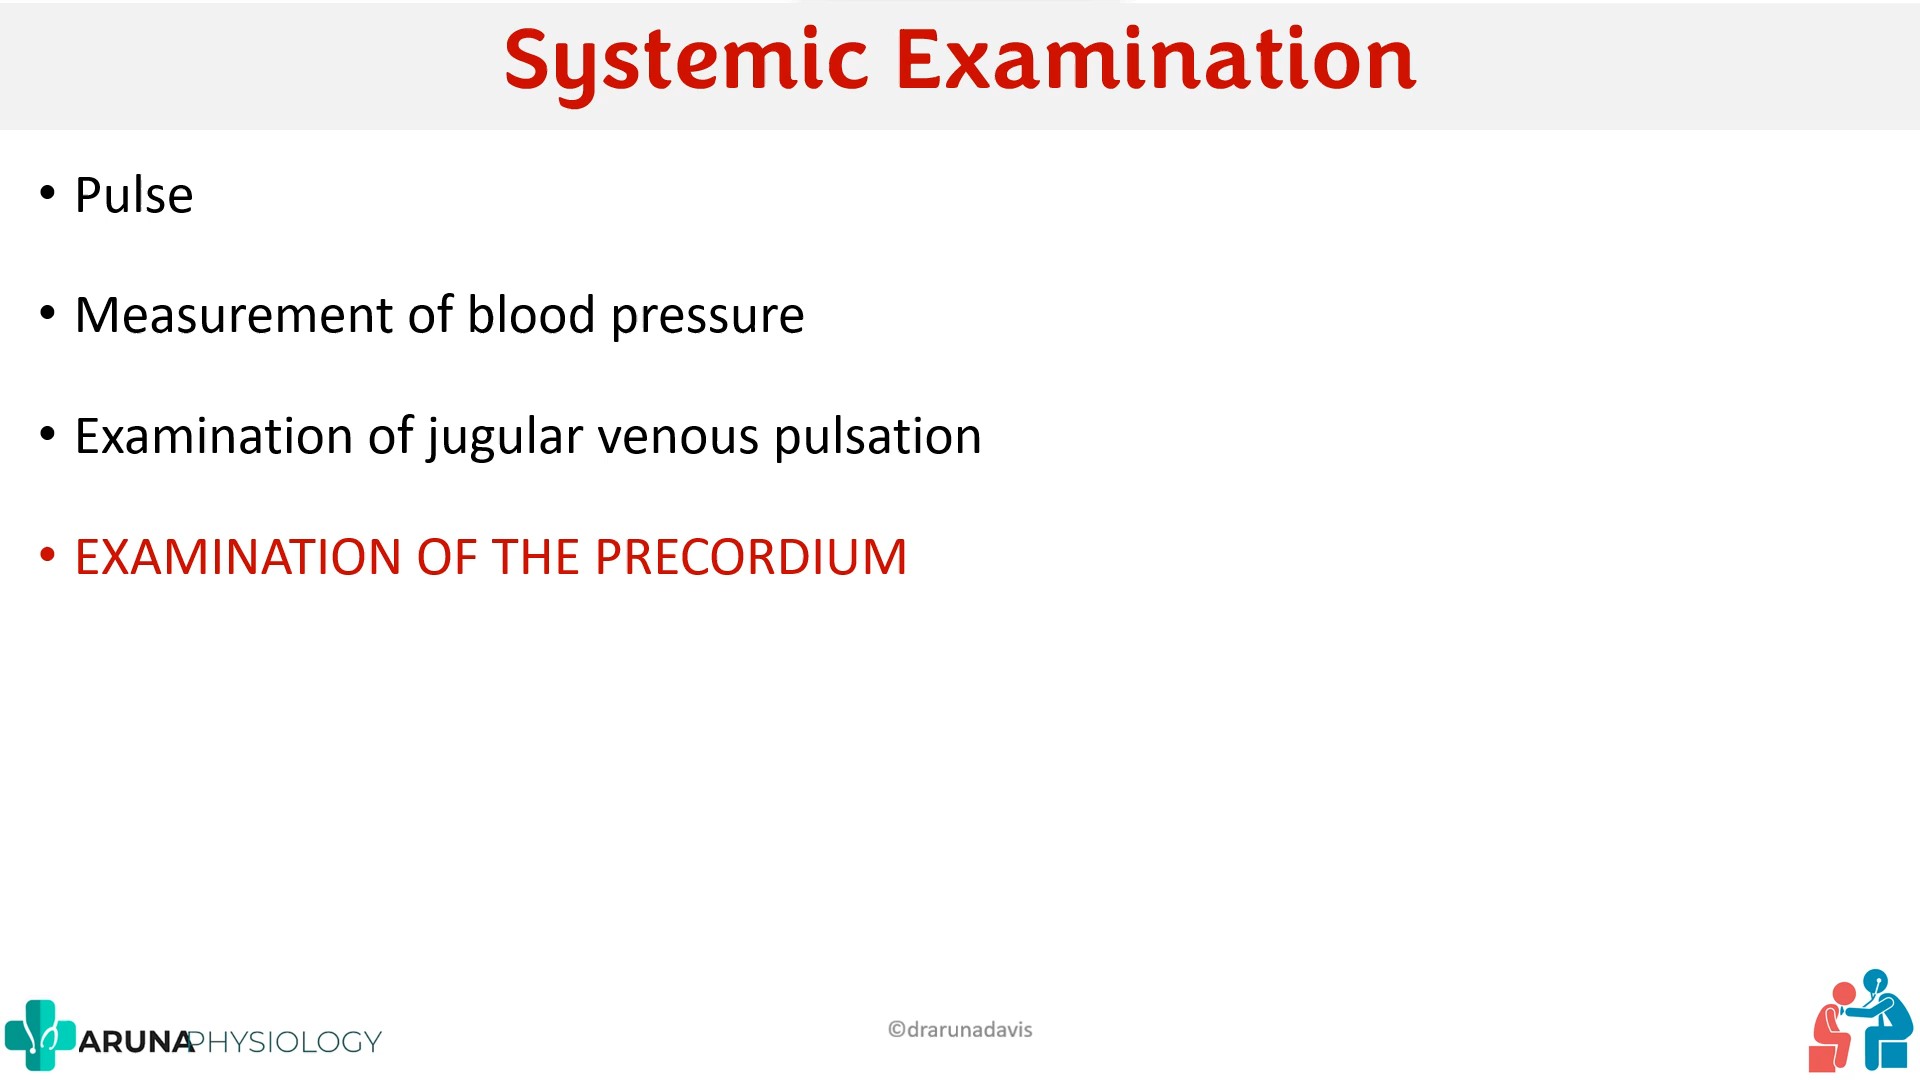 Systemic Examination
• Pulse
• Measurement of blood pressure
• Examination of jugular venous pulsation
• EXAMINATION OF THE PRECORDIUM
ARUNAPHYSIOLOGY
©drarunadavis